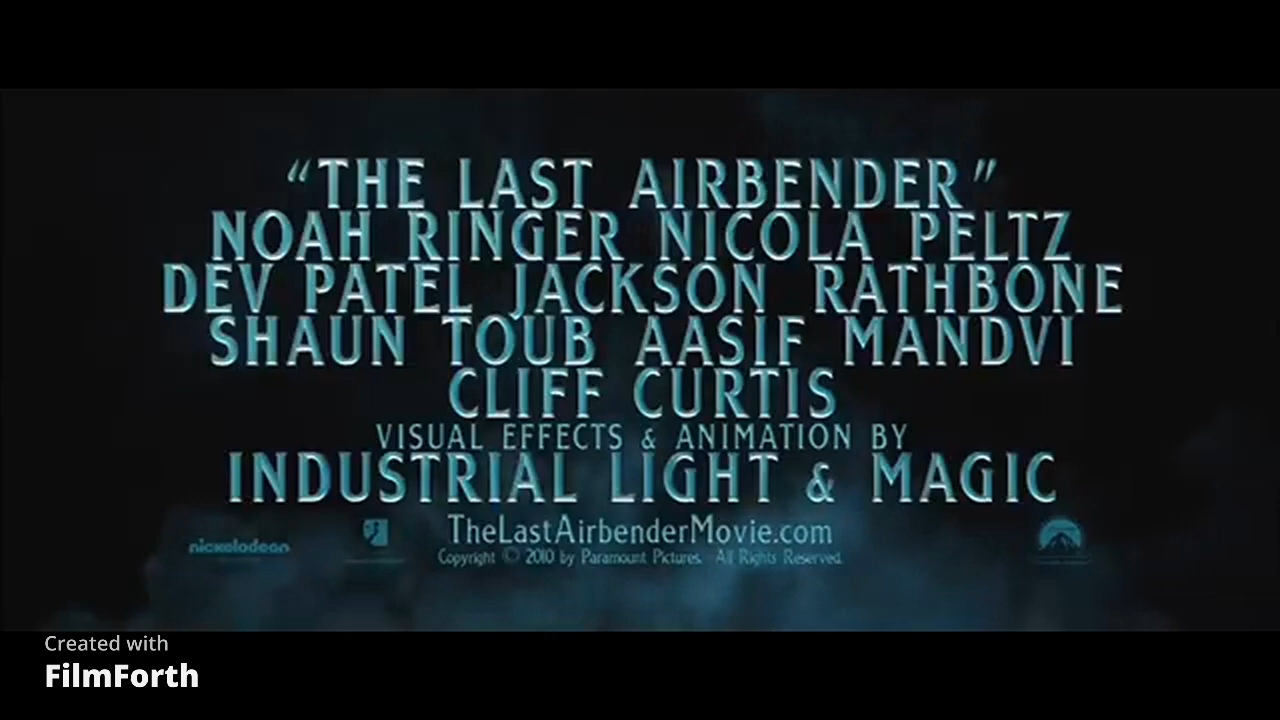 “THE LAST AIRBENDER”
NOAH RINGER NICOLA PELTZ
DEV PATEL JACKSON RATHBONE
SHAUN TOUB AASIF MANDVI
CLIFF CURTIS
VISUAL EFFECTS & ANIMATION BY
INDUSTRIAL LIGHT & MAGIC
TheLastAirbenderMovie.com
nickelodeon
Copyright © 2010 by Paramount Pictures. All Rights Reserved.
Created with
FilmForth